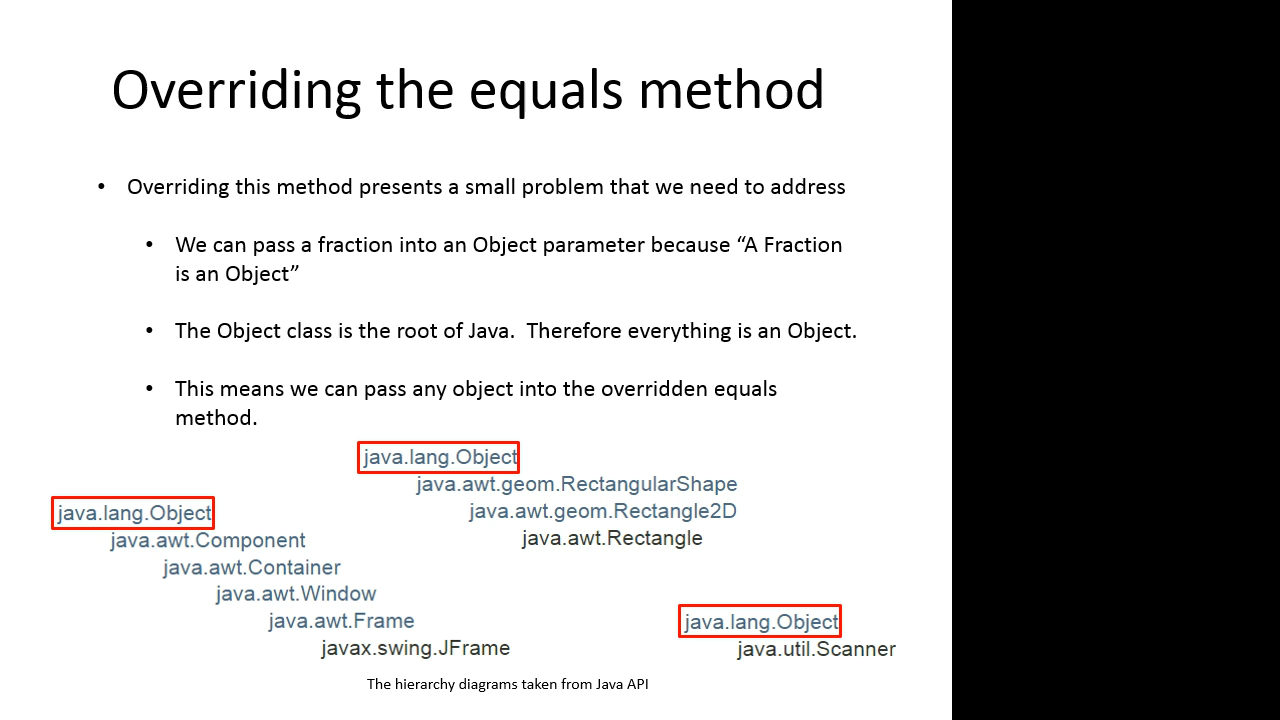 Overriding the equals method
• Overriding this method presents a small problem that we need to address
• We can pass a fraction into an Object parameter because “A Fraction
is an Object”
• The Object class is the root of Java.  Therefore everything is an Object.
• This means we can pass any object into the overridden equals
method.
java.lang.Object
java.awt.geom.RectangularShape
java.awt.geom.Rectangle2D
java.awt.Rectangle
java.lang.Object
java.awt.Component
java.awt.Container
java.awt.Window
java.awt.Frame
javax.swing.JFrame
java.lang.Object
java.util.Scanner
The hierarchy diagrams taken from Java API